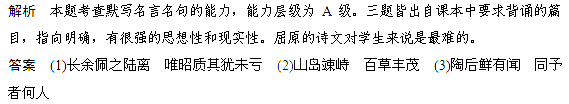 解析　本题考查默写名言名句的能力，能力层级为 A 级。三题皆出自课本中要求背诵的篇
目，指向明确，有很强的思想性和现实性。屈原的诗文对学生来说是最难的。
答案　(1)长余佩之陆离　唯昭质其犹未亏　(2)山岛竦峙　百草丰茂　(3)陶后鲜有闻　同予
者何人